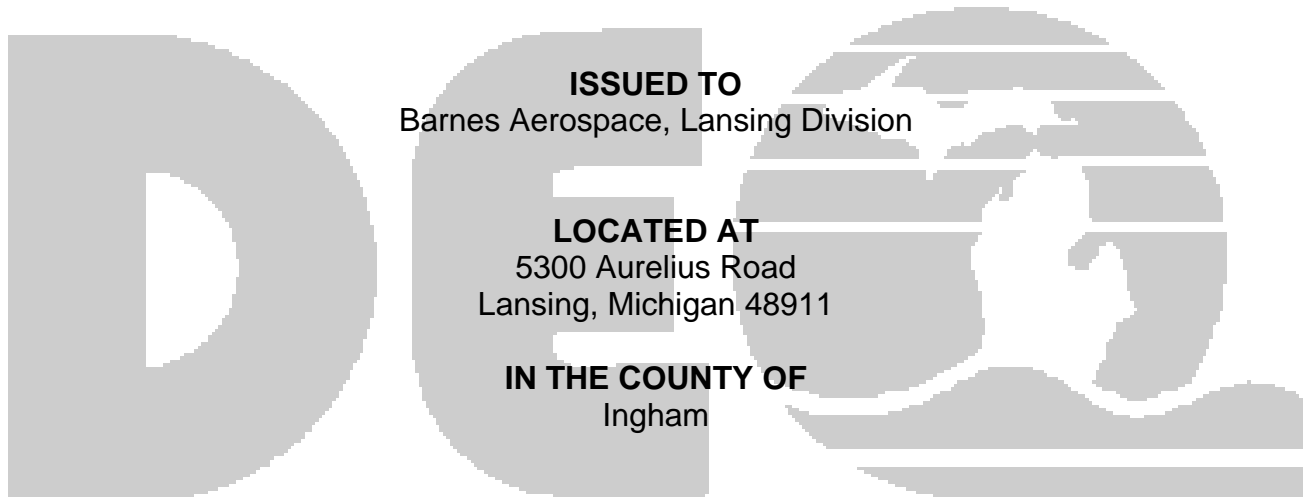 DEQ
ISSUED TO
Barnes Aerospace, Lansing Division
LOCATED AT
5300 Aurelius Road
Lansing, Michigan 48911
IN THE COUNTY OF
Ingham